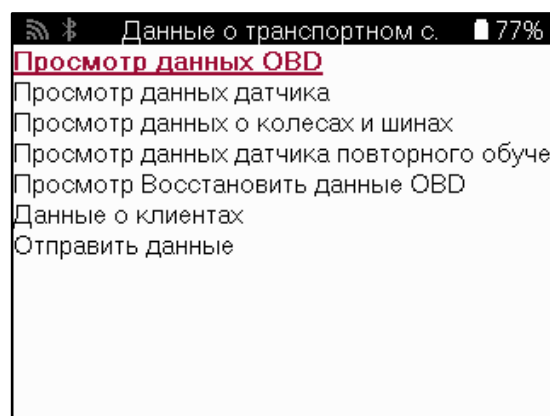 Данные о транспортном с. 77%
Просмотр данных OBD
Просмотр данных датчика
Просмотр данных о колесах и шинах
Просмотр данных датчика повторного обуче
Просмотр Восстановить данные OBD
Данные о клиентах
Отправить данные